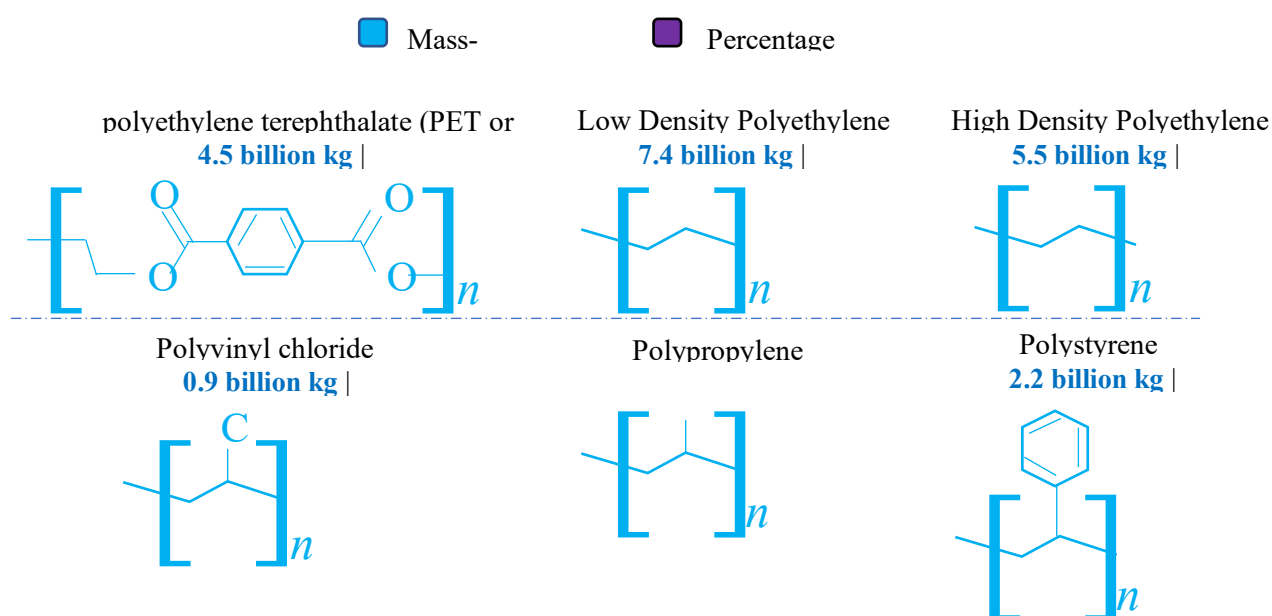 Mass- Percentage
polyethylene terephthalate (PET or
4.5 billion kg |
O O
O O
n
Low Density Polyethylene
7.4 billion kg |
n
High Density Polyethylene
5.5 billion kg |
n
Polyvinyl chloride
0.9 billion kg |
C
n
Polypropylene
n
Polystyrene
2.2 billion kg |
n